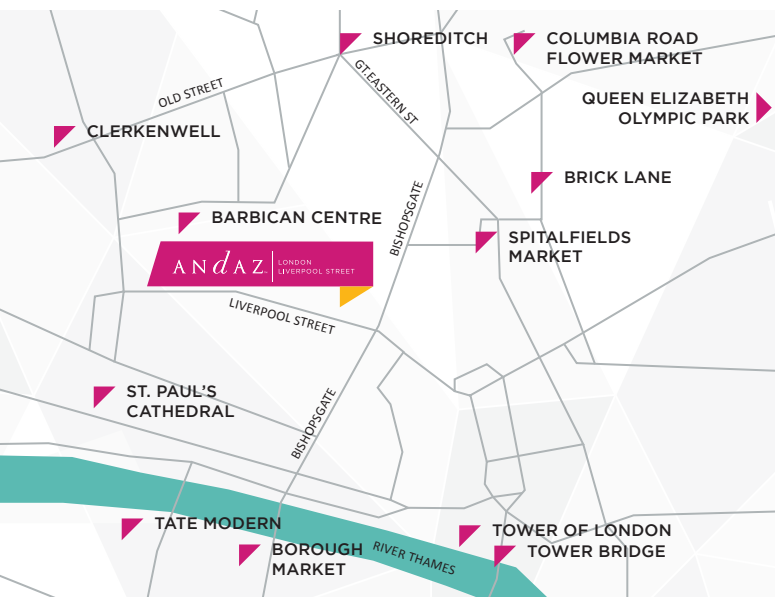 SHOREDITCH
COLUMBIA ROAD
FLOWER MARKET
GT.EASTERN ST.
OLD STREET
QUEEN ELIZABETH
OLYMPIC PARK
CLERKENWELL
BRICK LANE
BISHOPSGATE
BARBICAN CENTRE
SPITALFIELDS
MARKET
ANdAZ
LONDON
LIVERPOOL STREET
LIVERPOOL STREET
ST. PAUL'S
CATHEDRAL
BISHOPSGATE
TATE MODERN
BOROUGH
MARKET
RIVER THAMES
TOWER OF LONDON
TOWER BRIDGE